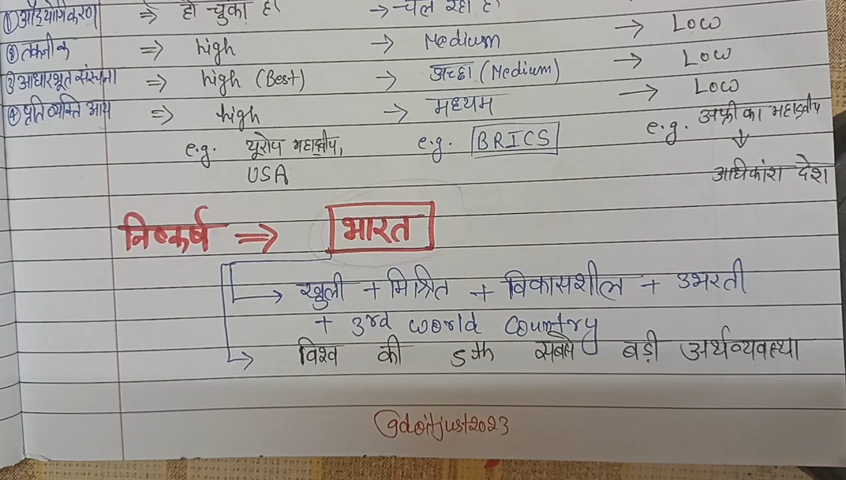 ① औद्योगिकरण => हो चुका है। → चल रहा है
② तकनीक => high → Medium → Low
③ आधारभूत संरचना => high (Best) → अच्छा (Medium) → Low
④ प्रति व्यक्ति आय => high → मध्यम → Low
e.g. यूरोप महाद्वीप, e.g. BRICS e.g. अफ्रीका महाद्वीप
USA ↓ अधिकांश देश
निष्कर्ष => भारत
→ खुली + मिश्रित + विकासशील + उभरती
+ 3rd world Country
→ विश्व की 5th सबसे बड़ी अर्थव्यवस्था
@doitjust2023